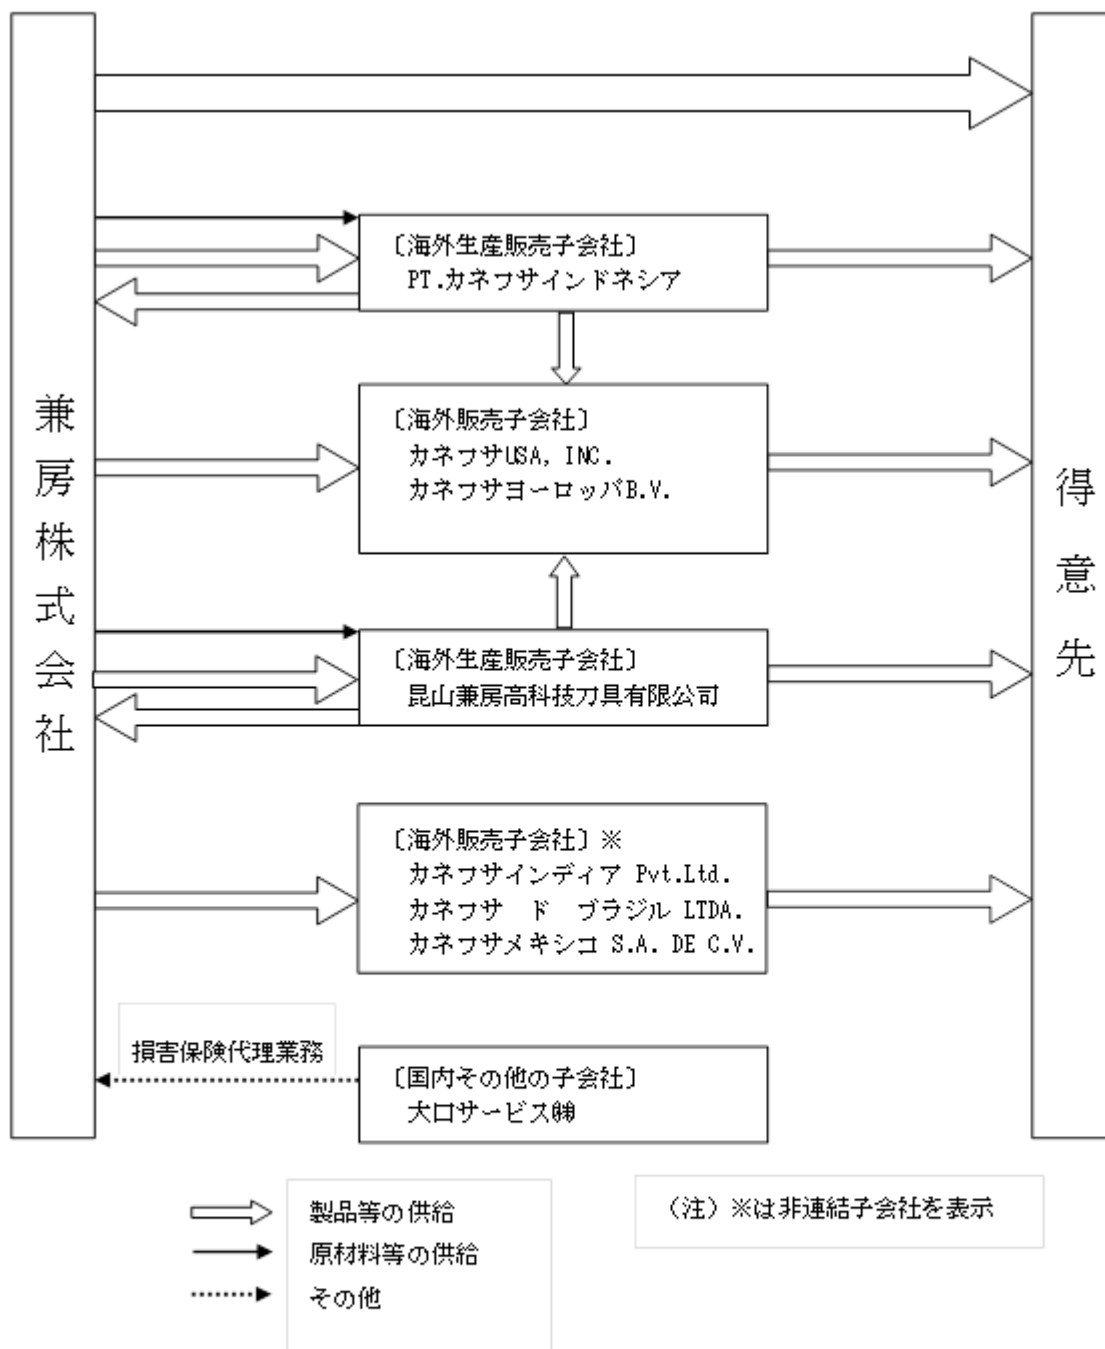 兼房株式会社
得意先
〔海外生産販売子会社〕
PT.カネフサインドネシア
〔海外販売子会社〕
カネフサUSA, INC.
カネフサヨーロッパB.V.
〔海外生産販売子会社〕
昆山兼房高科技刀具有限公司
〔海外販売子会社〕※
カネフサインディア Pvt.Ltd.
カネフサ ド ブラジル LTDA.
カネフサメキシコ S.A. DE C.V.
損害保険代理業務
〔国内その他の子会社〕
大口サービス㈱
製品等の供給
原材料等の供給
その他
（注）※は非連結子会社を表示